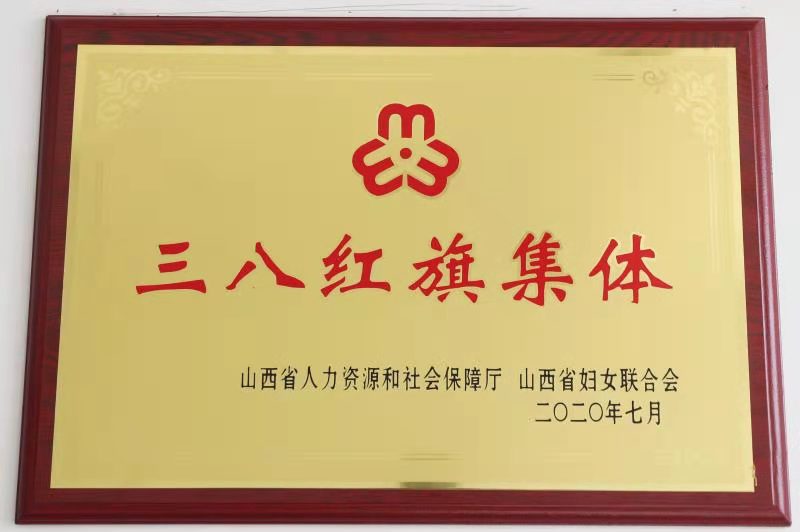 三八红旗集体
山西省人力资源和社会保障厅 山西省妇女联合会
二〇二〇年七月